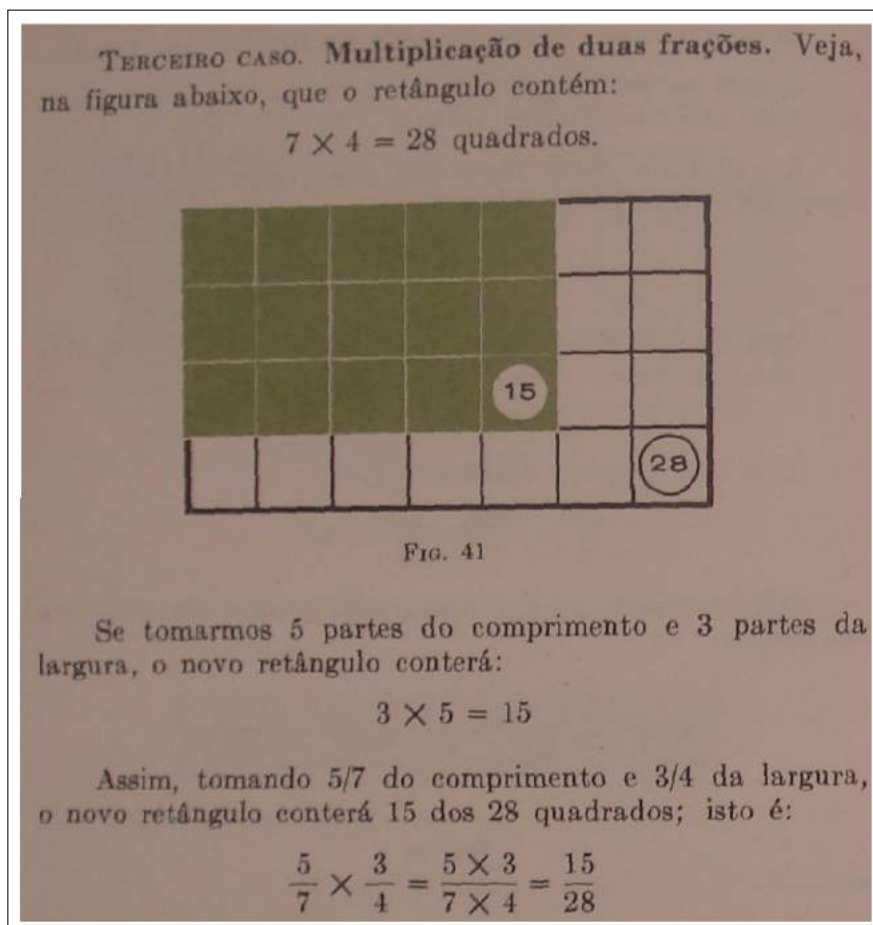 TERCEIRO CASO. Multiplicação de duas frações. Veja,
na figura abaixo, que o retângulo contém:
7 × 4 = 28 quadrados.
15
28
FIG. 41
Se tomarmos 5 partes do comprimento e 3 partes da
largura, o novo retângulo conterá:
3 × 5 = 15
Assim, tomando 5/7 do comprimento e 3/4 da largura,
o novo retângulo conterá 15 dos 28 quadrados; isto é:
5/7 × 3/4 = 5 × 3/7 × 4 = 15/28